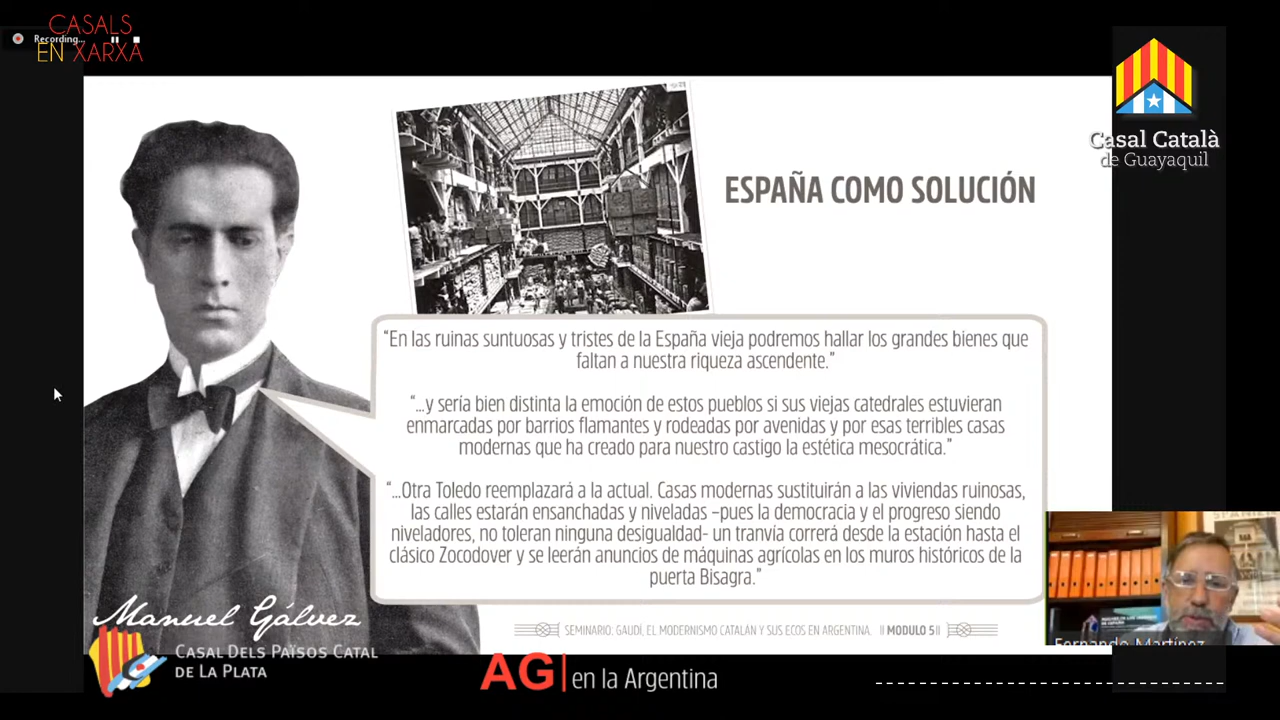 CASALS
EN XARXA
Recording...
Casal Català
de Guayaquil
ESPAÑA COMO SOLUCIÓN
“En las ruinas suntuosas y tristes de la España vieja podremos hallar los grandes bienes que
faltan a nuestra riqueza ascendente.”
“...y sería bien distinta la emoción de estos pueblos si sus viejas catedrales estuvieran
enmarcadas por barrios flamantes y rodeadas por avenidas y por esas terribles casas
modernas que ha creado para nuestro castigo la estética mesocrática.”
“...Otra Toledo reemplazará a la actual. Casas modernas sustituirán a las viviendas ruinosas,
las calles estarán ensanchadas y niveladas –pues la democracia y el progreso siendo
niveladores, no toleran ninguna desigualdad- un tranvía correrá desde la estación hasta el
clásico Zocodover y se leerán anuncios de máquinas agrícolas en los muros históricos de la
puerta Bisagra.”
Manuel Gálvez
SEMINARIO: GAUDÍ, EL MODERNISMO CATALÁN Y SUS ECOS EN ARGENTINA. || MODULO 5||
Fernando Martínez
CASAL DELS PAÏSOS CATAL
DE LA PLATA
AG| en la Argentina